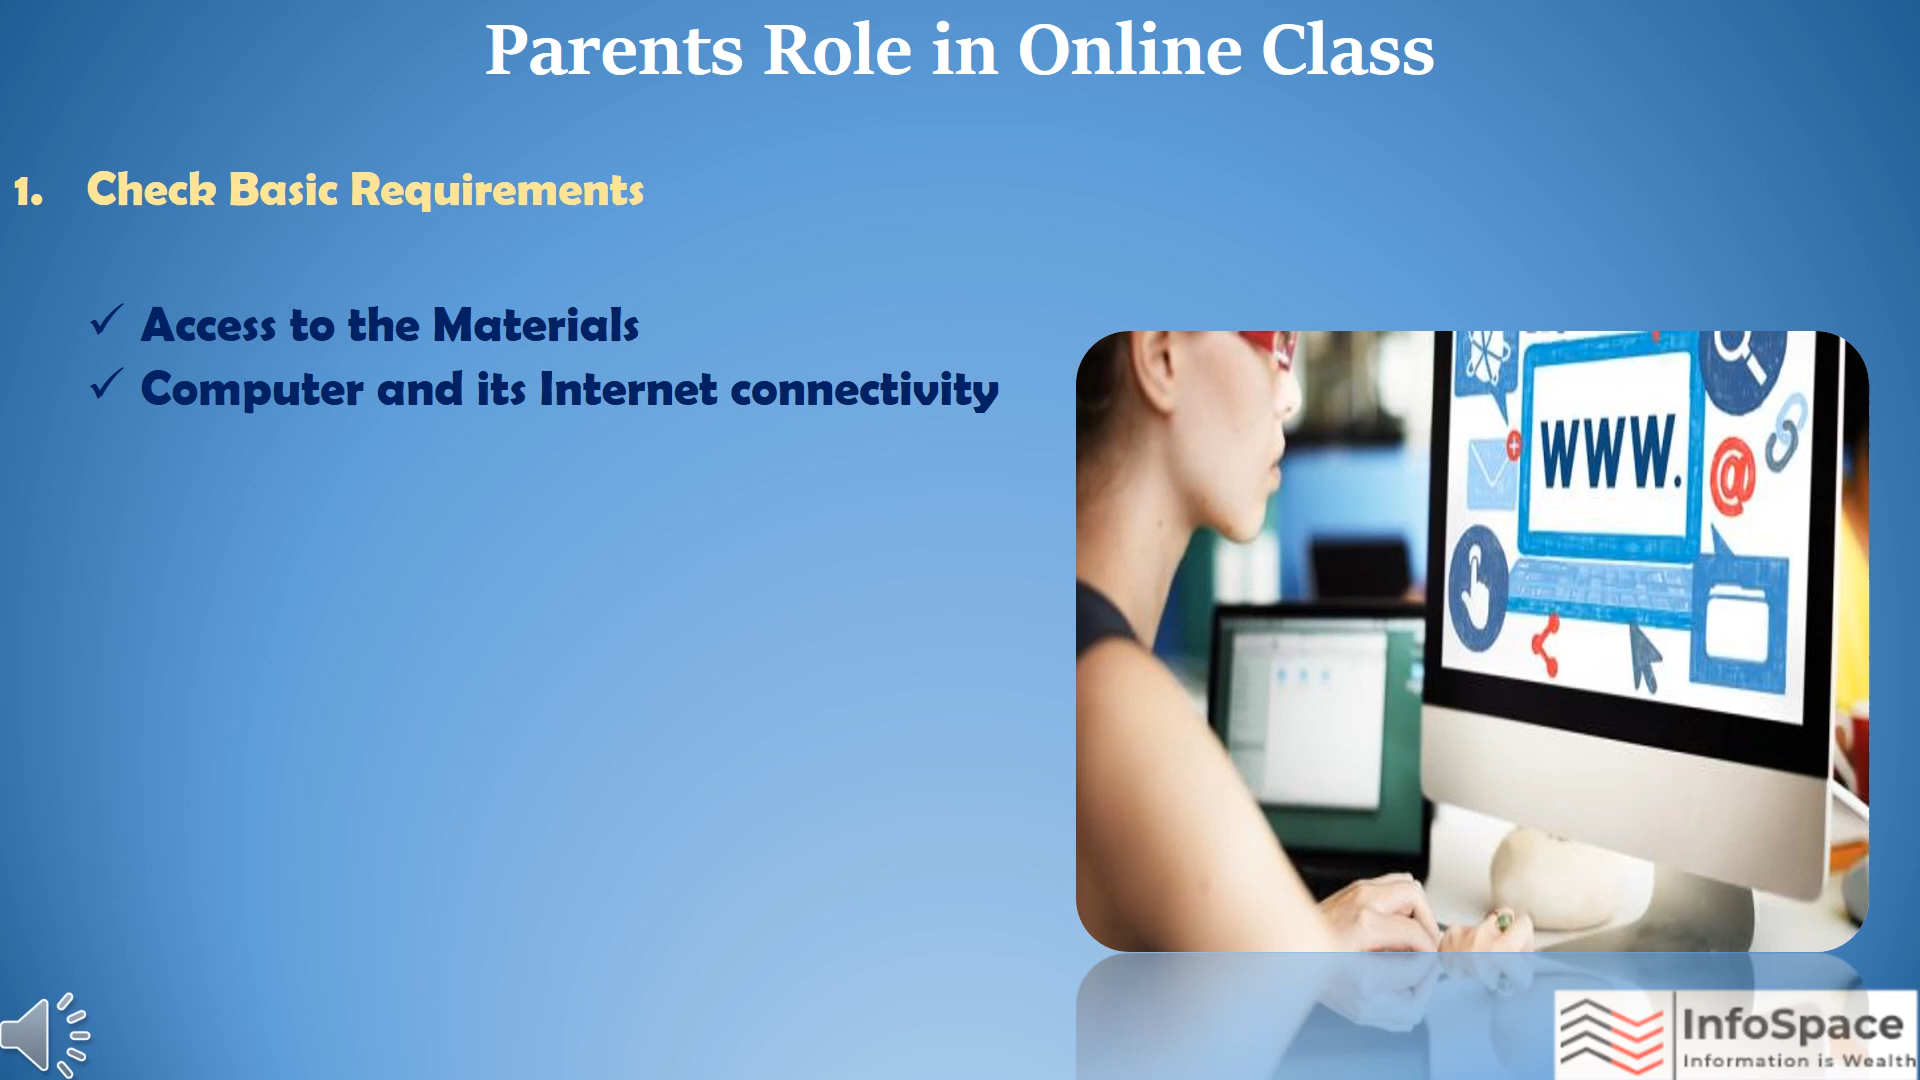 Parents Role in Online Class
1. Check Basic Requirements
✓ Access to the Materials
✓ Computer and its Internet connectivity
www.
@
InfoSpace
Information is Wealth